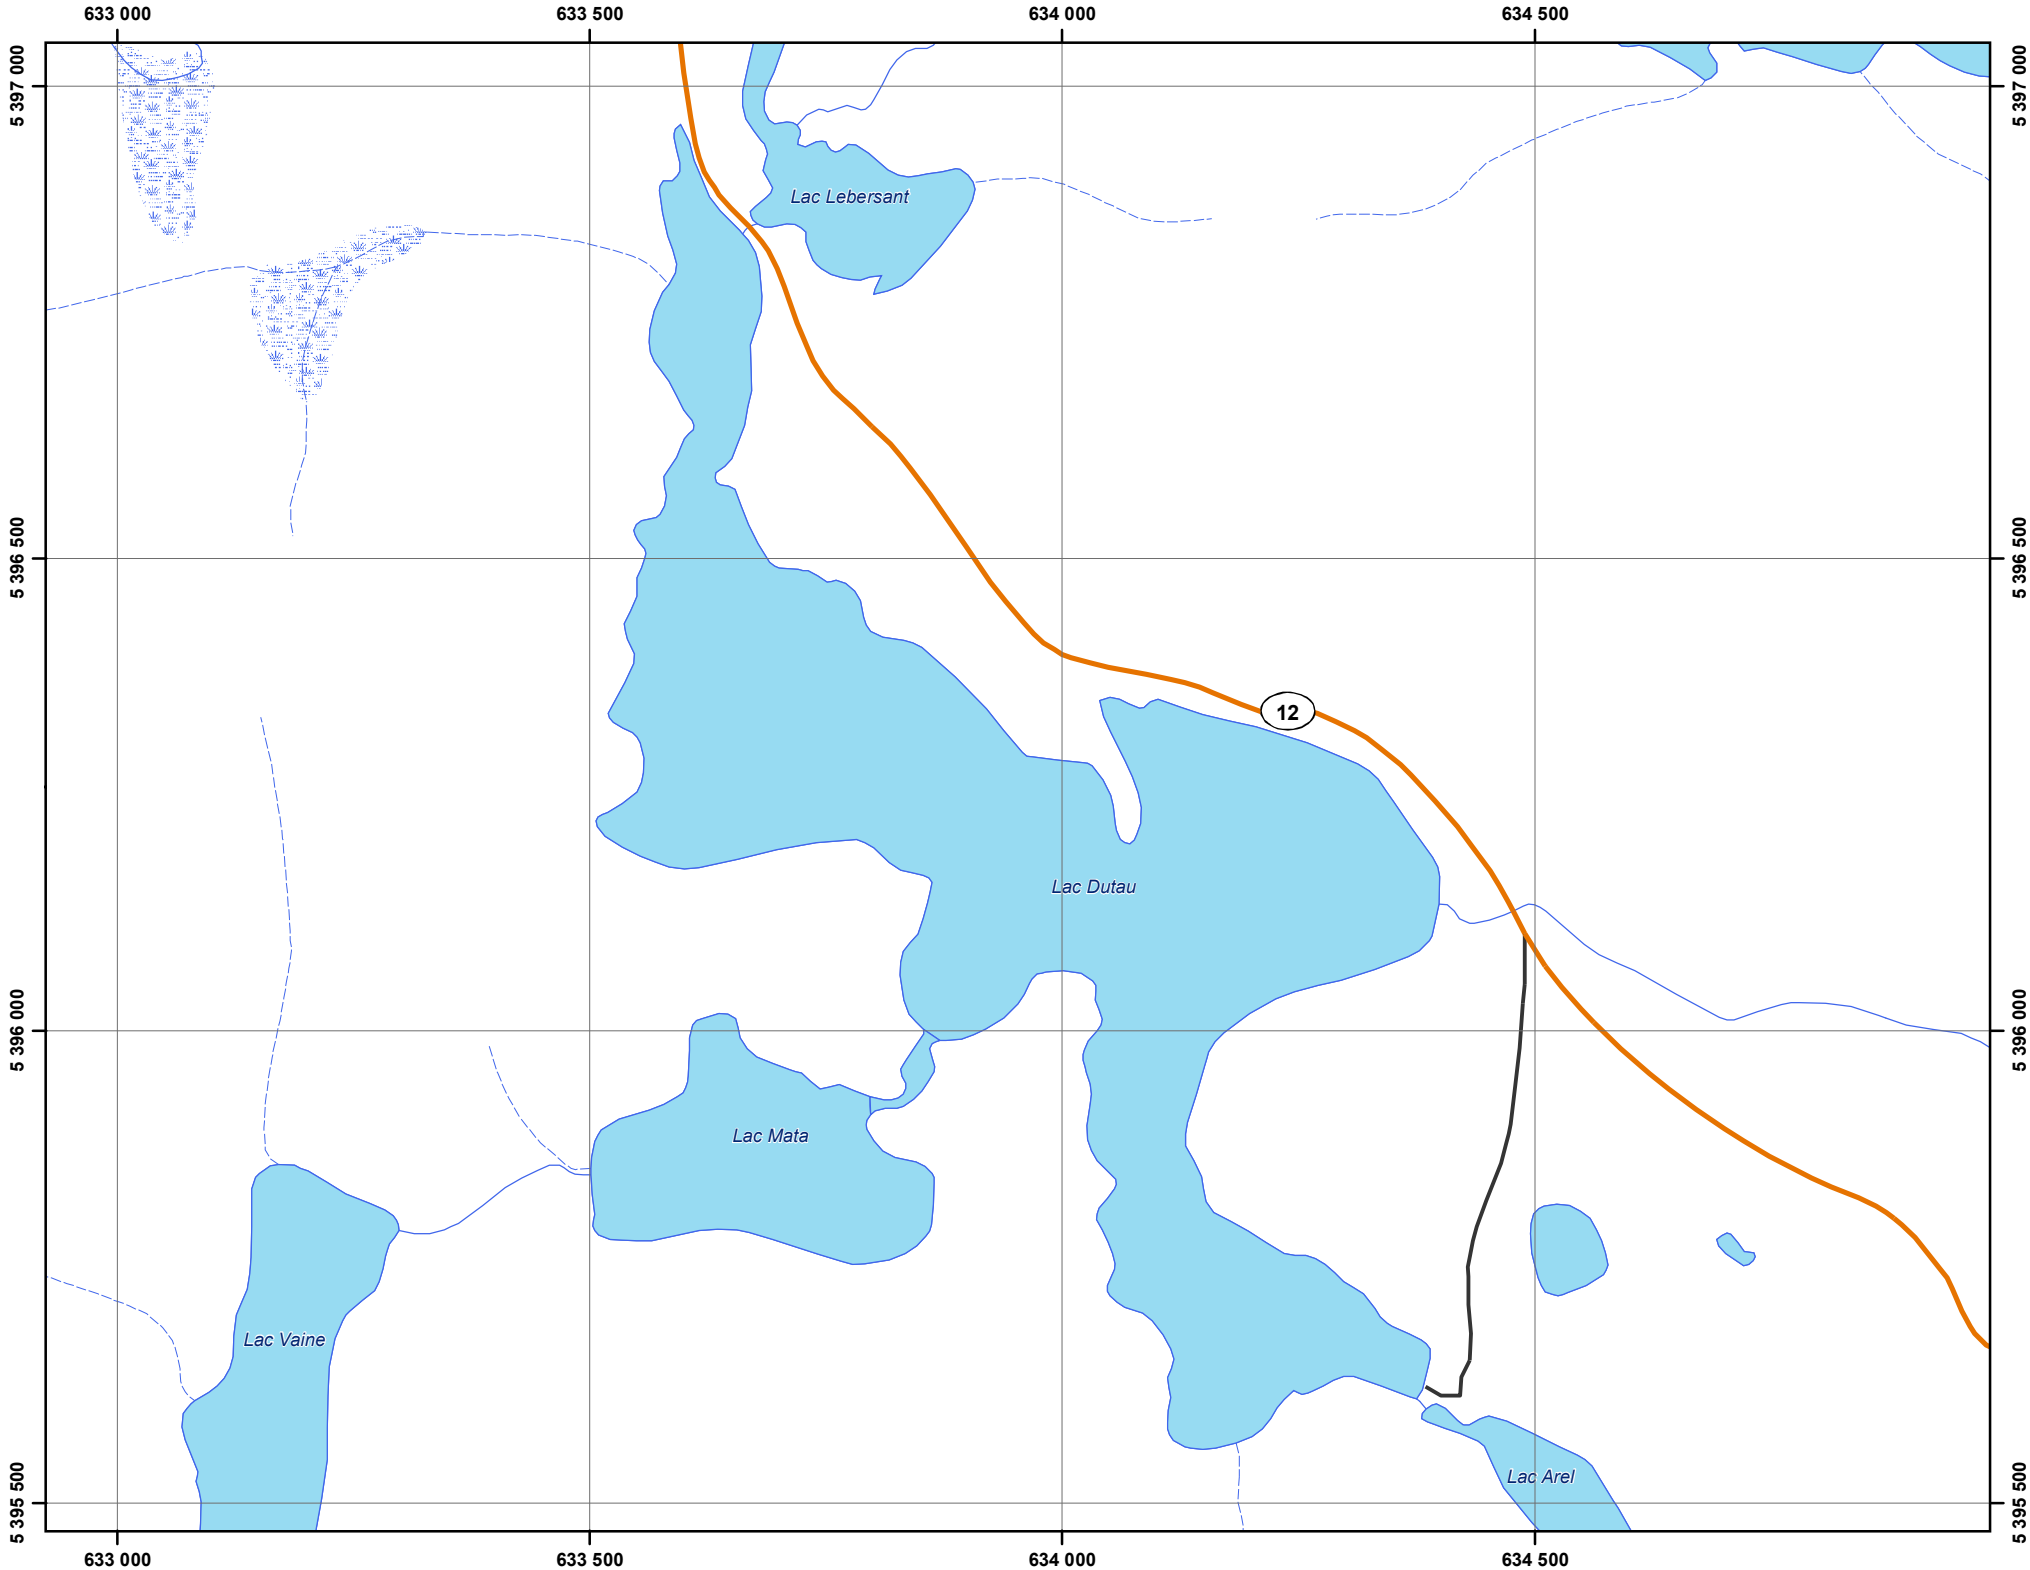 633 000
633 500
634 000
634 500
5 397 000
5 397 000
Lac Lebersant
5 396 500
5 396 500
12
Lac Dutau
5 396 000
5 396 000
Lac Mata
Lac Vaine
Lac Arel
5 395 500
5 395 500
633 000
633 500
634 000
634 500